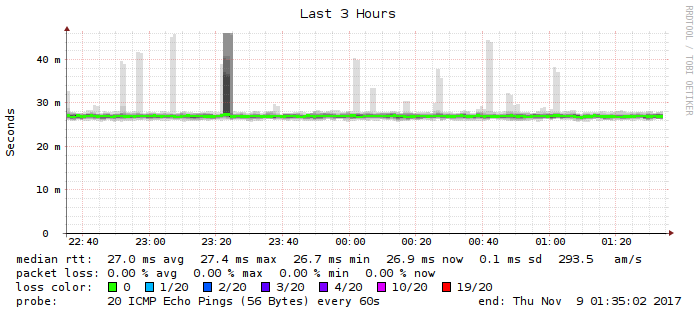 Last 3 Hours
RRDTOOL / TOBI OETIKER
Seconds
40 m
30 m
20 m
10 m
0
22:40 23:00 23:20 23:40 00:00 00:20 00:40 01:00 01:20
median rtt: 27.0 ms avg 27.4 ms max 26.7 ms min 26.9 ms now 0.1 ms sd 293.5 am/s
packet loss: 0.00 % avg 0.00 % max 0.00 % min 0.00 % now
loss color: 0 1/20 2/20 3/20 4/20 10/20 19/20
probe: 20 ICMP Echo Pings (56 Bytes) every 60s end: Thu Nov 9 01:35:02 2017